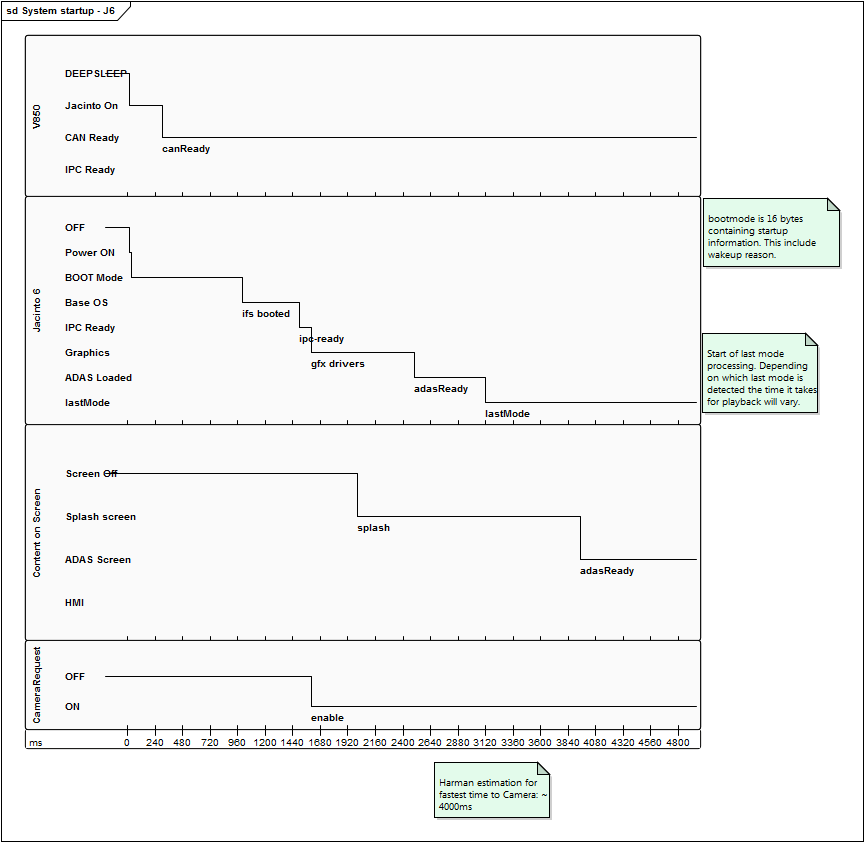 sd System startup - J6
V850
DEEPSLEEP
Jacinto On
CAN Ready
canReady
IPC Ready
Jacinto 6
OFF
Power ON
BOOT Mode
Base OS
ifs booted
IPC Ready
ipc-ready
Graphics
gfx drivers
ADAS Loaded
adasReady
lastMode
lastMode
bootmode is 16 bytes
containing startup
information. This include
wakeup reason.
Start of last mode
processing. Depending
on which last mode is
detected the time it takes
for playback will vary.
Content on Screen
Screen Off
Splash screen
splash
ADAS Screen
adasReady
HMI
CameraRequest
OFF
ON
enable
ms 0 240 480 720 960 1200 1440 1680 1920 2160 2400 2640 2880 3120 3360 3600 3840 4080 4320 4560 4800
Harman estimation for
fastest time to Camera: ~
4000ms